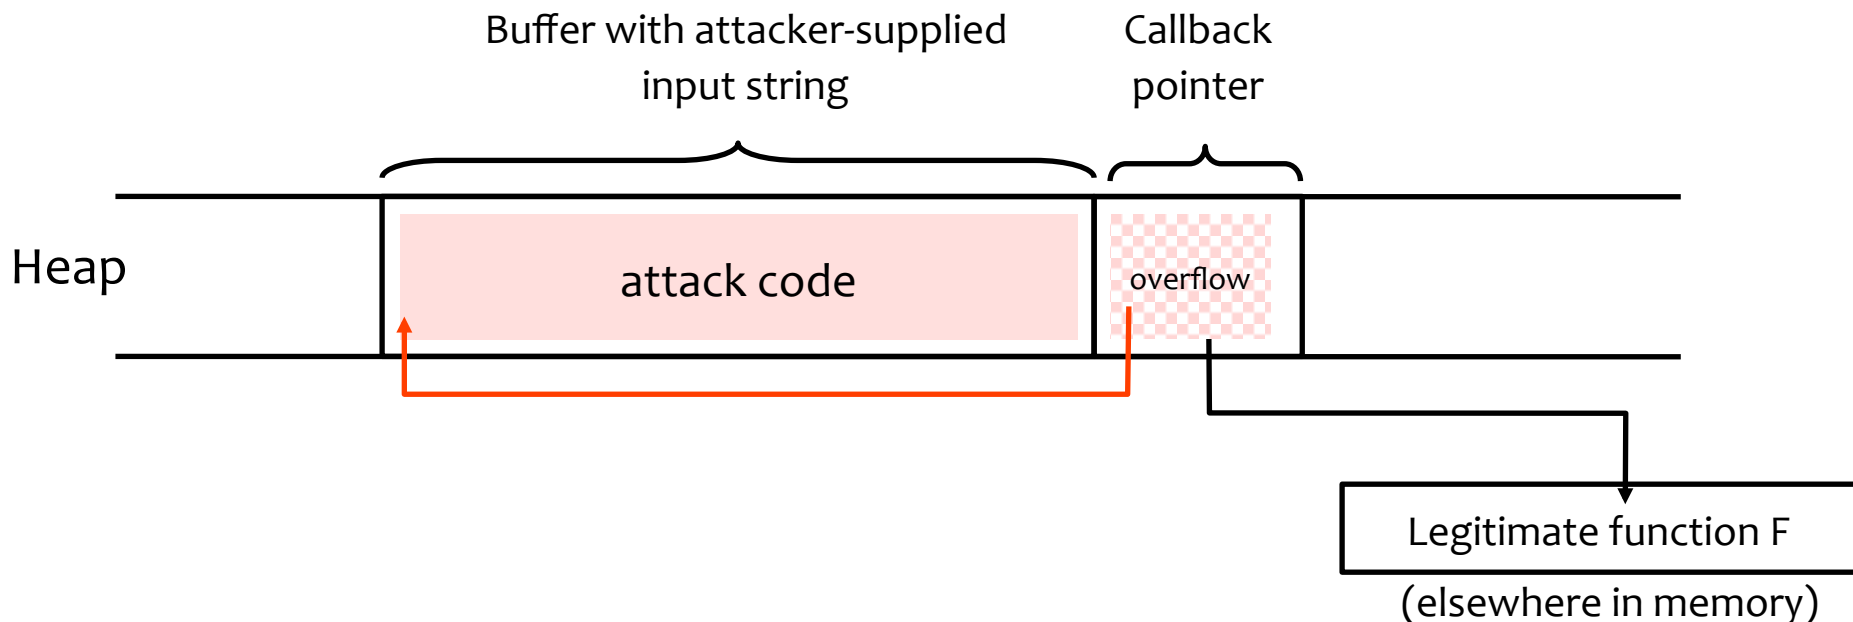 Buffer with attacker-supplied
input string
Callback
pointer
Heap
attack code
overflow
Legitimate function F
(elsewhere in memory)